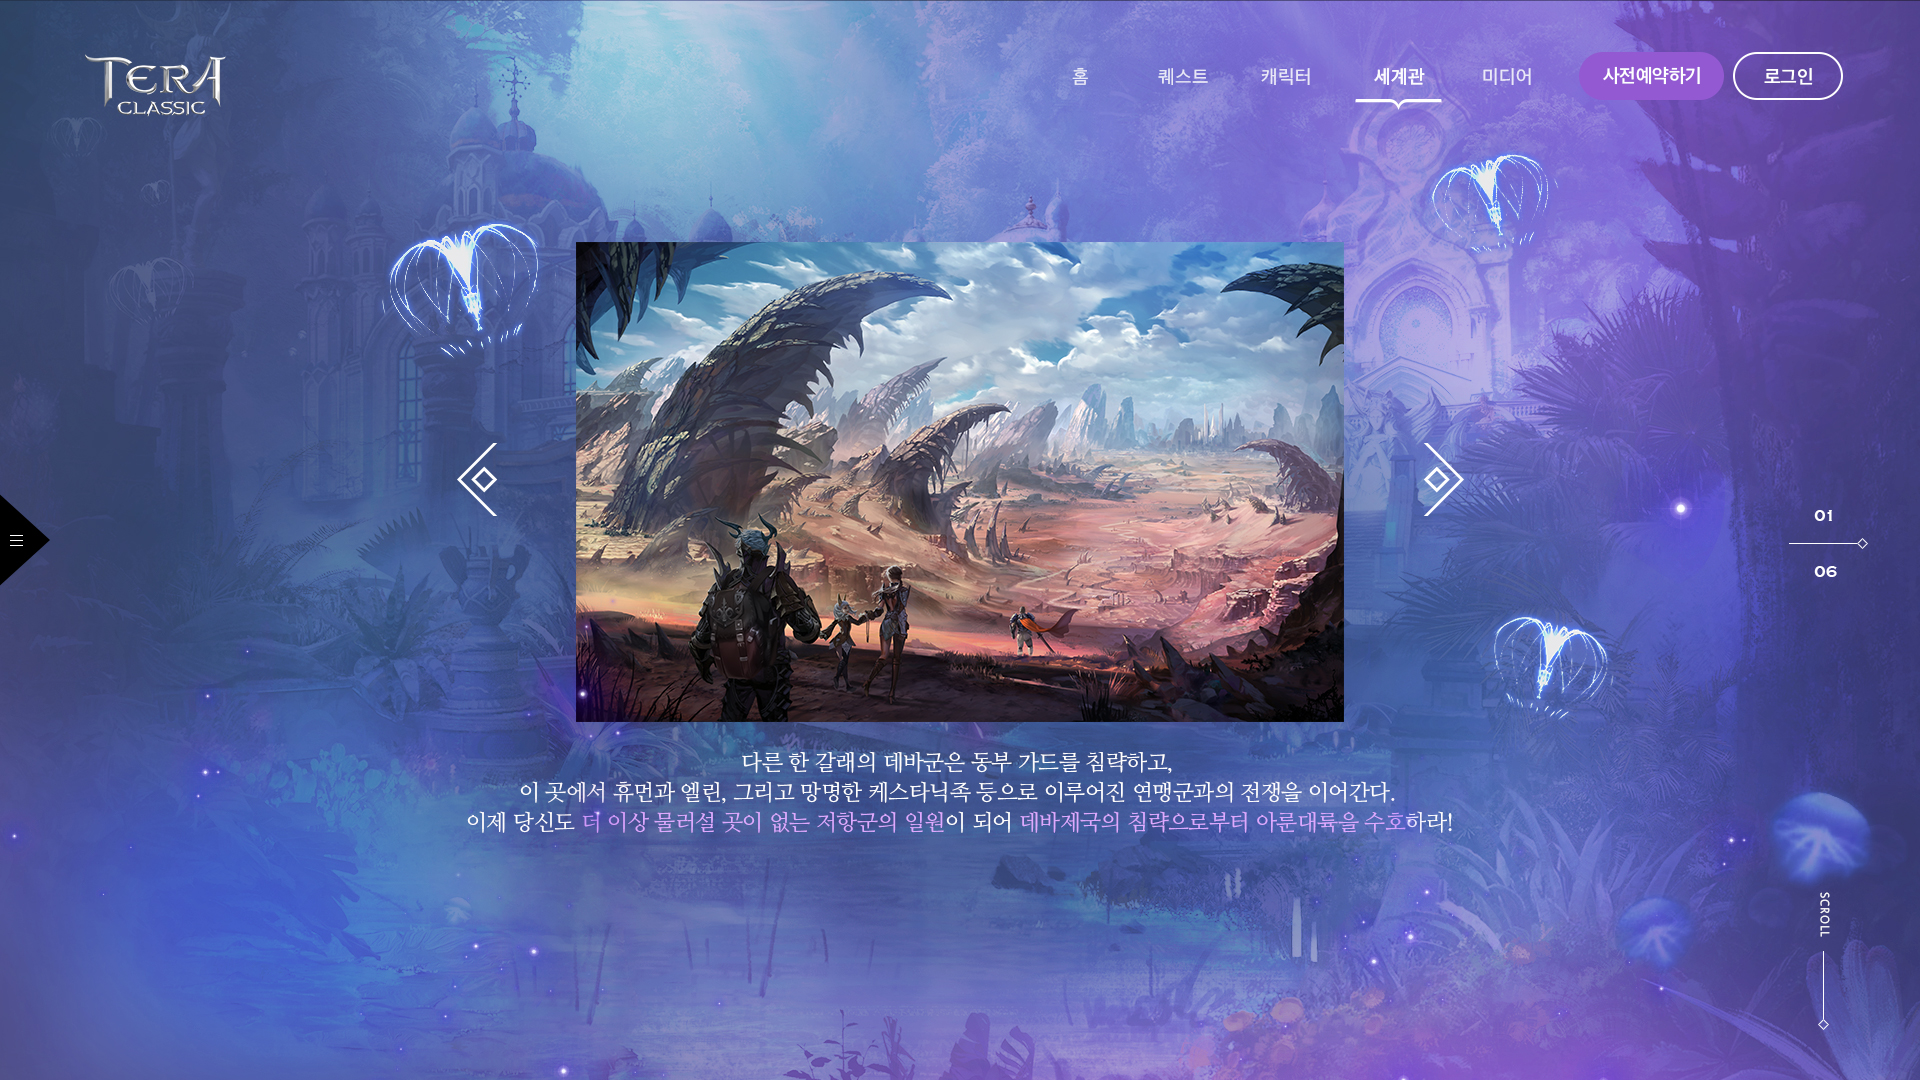 TERA
CLASSIC
홈
퀘스트
캐릭터
세계관
미디어
사전예약하기
로그인
01
06
다른 한 갈래의 데바군은 동부 가드를 침략하고,
이 곳에서 휴먼과 엘린, 그리고 망명한 케스타닉족 등으로 이루어진 연맹군과의 전쟁을 이어간다.
이제 당신도 더 이상 물러설 곳이 없는 저항군의 일원이 되어 데바제국의 침략으로부터 아룬대륙을 수호하라!
SCROLL